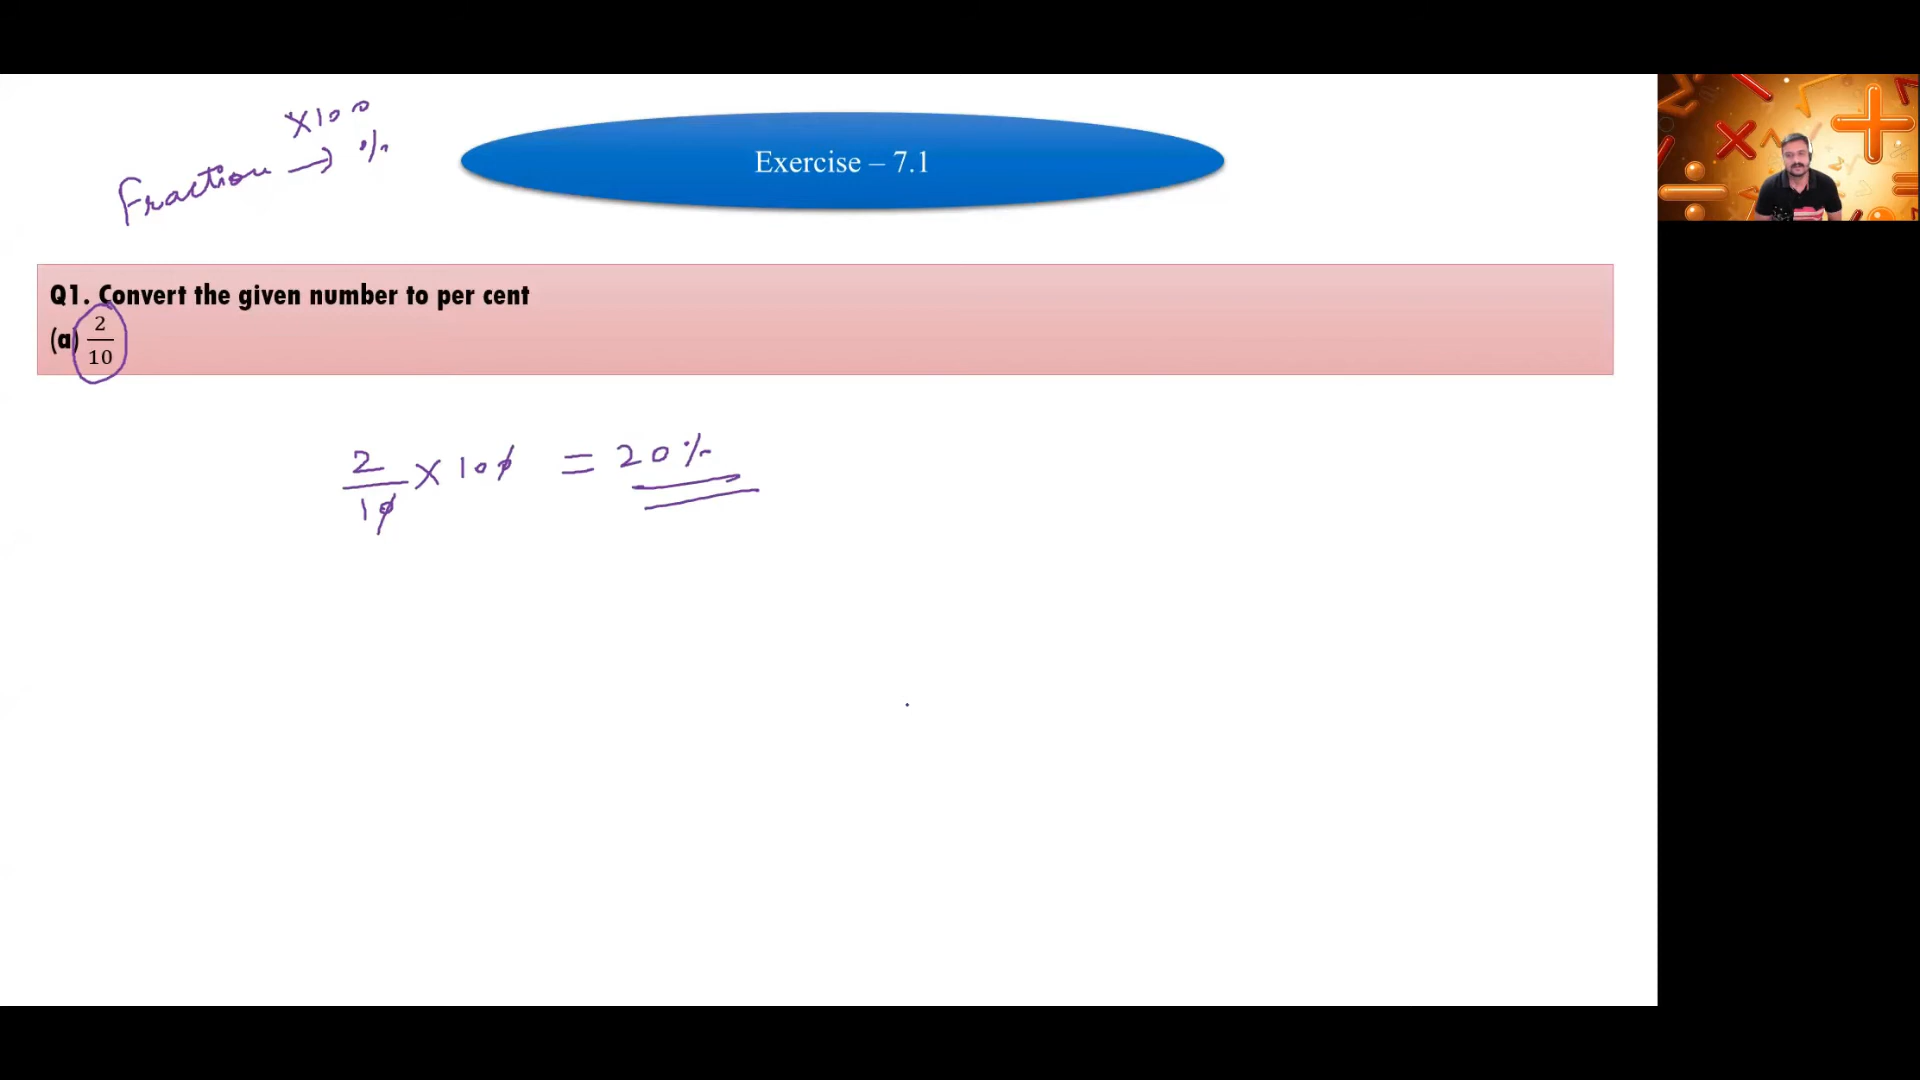 ×100
Fraction → %
Exercise – 7.1
Q1. Convert the given number to per cent
(a) 2/10
2/10 × 100 = 20%